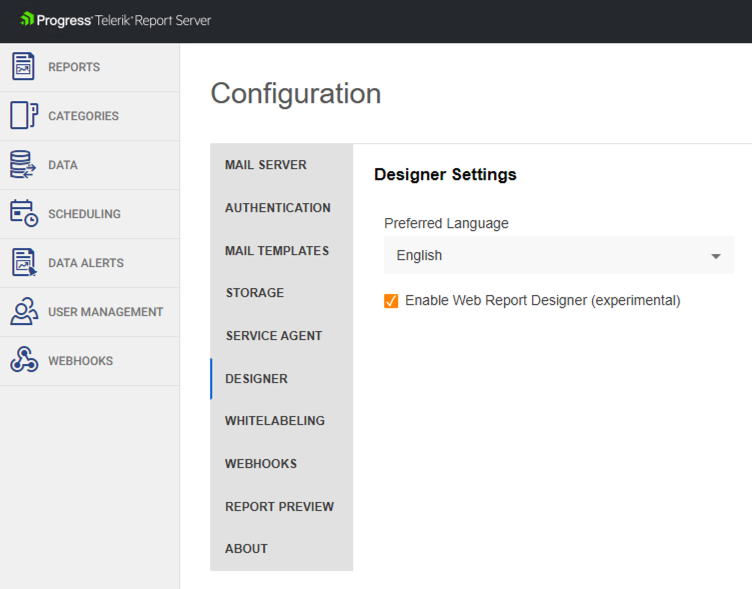 Progress Telerik Report Server
REPORTS
CATEGORIES
DATA
SCHEDULING
DATA ALERTS
USER MANAGEMENT
WEBHOOKS
Configuration
MAIL SERVER
AUTHENTICATION
MAIL TEMPLATES
STORAGE
SERVICE AGENT
DESIGNER
WHITELABELING
WEBHOOKS
REPORT PREVIEW
ABOUT
Designer Settings
Preferred Language
English
Enable Web Report Designer (experimental)